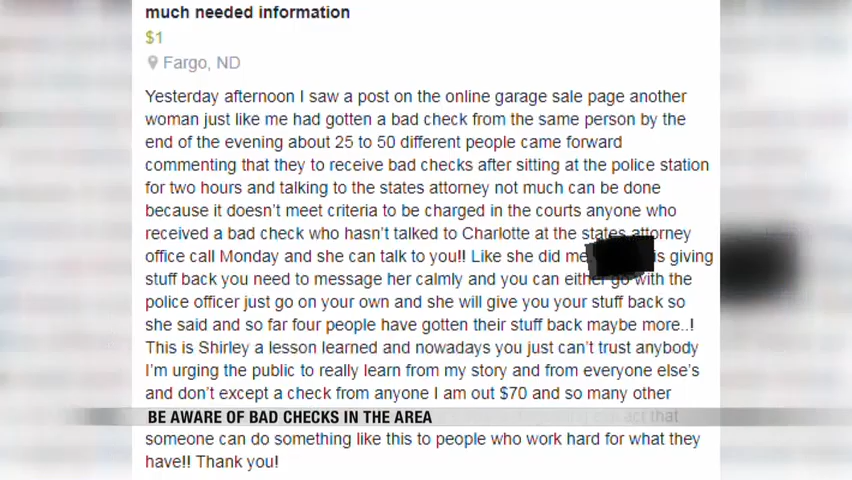 much needed information
$1
Fargo, ND
Yesterday afternoon I saw a post on the online garage sale page another
woman just like me had gotten a bad check from the same person by the
end of the evening about 25 to 50 different people came forward
commenting that they to receive bad checks after sitting at the police station
for two hours and talking to the states attorney not much can be done
because it doesn't meet criteria to be charged in the courts anyone who
received a bad check who hasn't talked to Charlotte at the states attorney
office call Monday and she can talk to you!! Like she did me. is giving
stuff back you need to message her calmly and you can either go with the
police officer just go on your own and she will give you your stuff back so
she said and so far four people have gotten their stuff back maybe more..!
This is Shirley a lesson learned and nowadays you just can't trust anybody
I'm urging the public to really learn from my story and from everyone else's
and don't except a check from anyone I am out $70 and so many other
BE AWARE OF BAD CHECKS IN THE AREA
act that
someone can do something like this to people who work hard for what they
have!! Thank you!